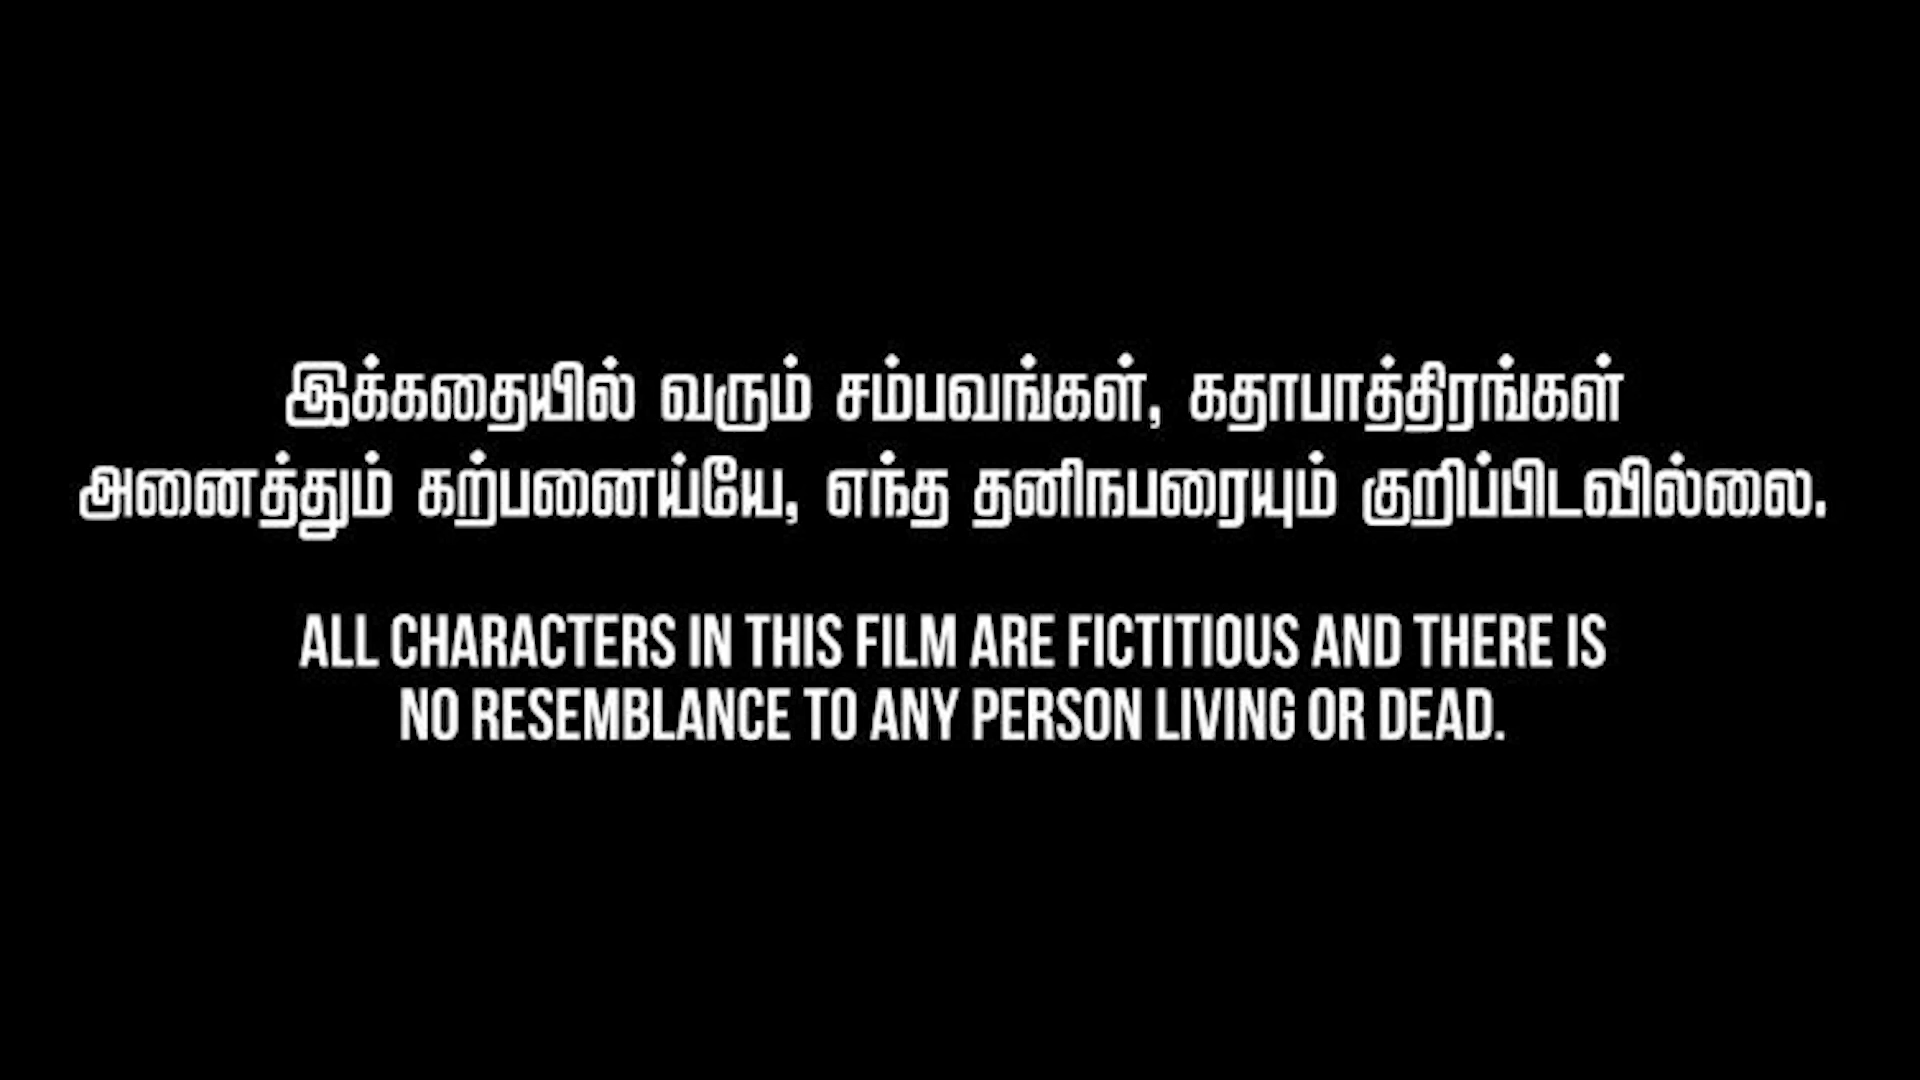 இக்கதையில் வரும் சம்பவங்கள், கதாபாத்திரங்கள்
அனைத்தும் கற்பனைய்யே, எந்த தனிநபரையும் குறிப்பிடவில்லை.
ALL CHARACTERS IN THIS FILM ARE FICTITIOUS AND THERE IS
NO RESEMBLANCE TO ANY PERSON LIVING OR DEAD.